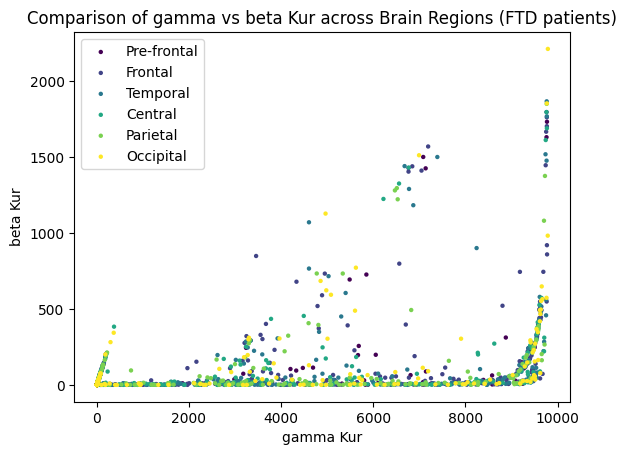 Comparison of gamma vs beta Kur across Brain Regions (FTD patients)
Pre-frontal
Frontal
Temporal
Central
Parietal
Occipital
beta Kur
2000
1500
1000
500
0
0 2000 4000 6000 8000 10000
gamma Kur